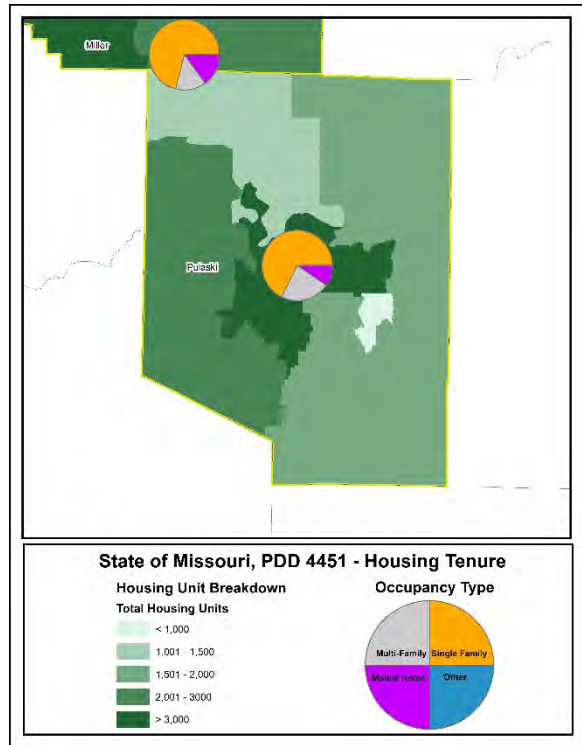 Miller
Pulaski
State of Missouri, PDD 4451 - Housing Tenure
Housing Unit Breakdown
Total Housing Units
< 1,000
1,001 - 1,500
1,501 - 2,000
2,001 - 3000
> 3,000
Occupancy Type
Multi-Family
Single Family
Mobile Home
Other